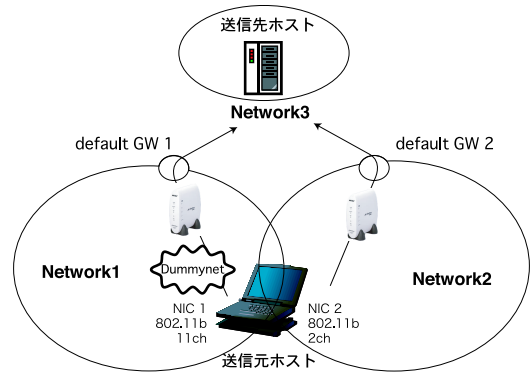 送信先ホスト
Network3
default GW 1
default GW 2
Network1
Dummynet
Network2
NIC 1
802.11b
11ch
NIC 2
802.11b
2ch
送信元ホスト